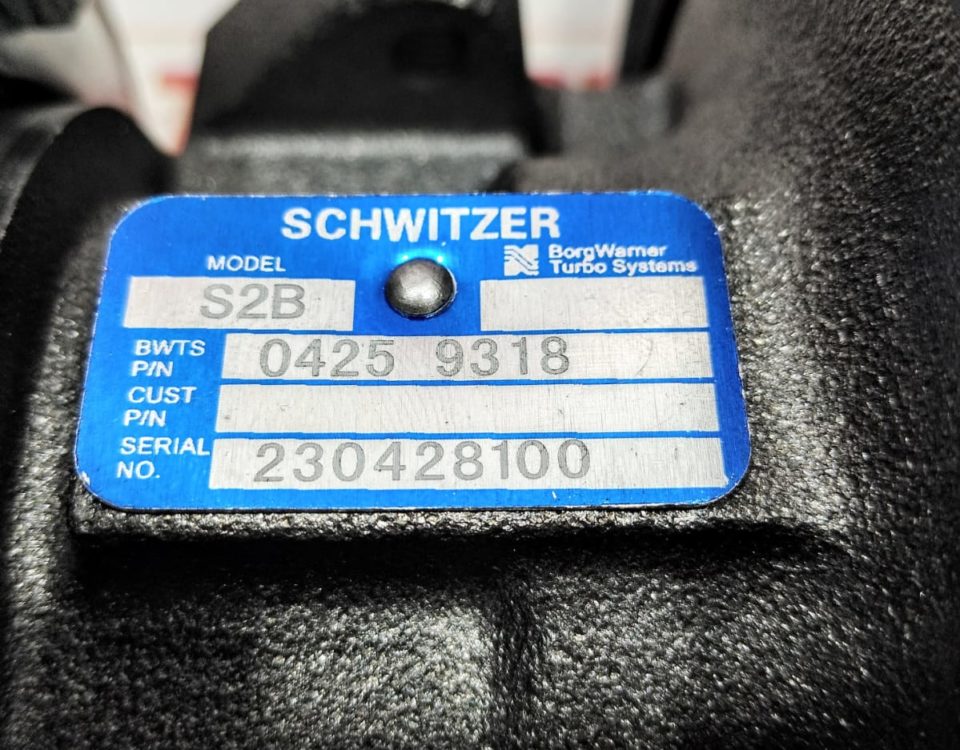 SCHWITZER
MODEL
BorgWarner
Turbo Systems
S2B
BWTS
P/N
0425 9318
CUST
P/N
SERIAL
NO.
230428100